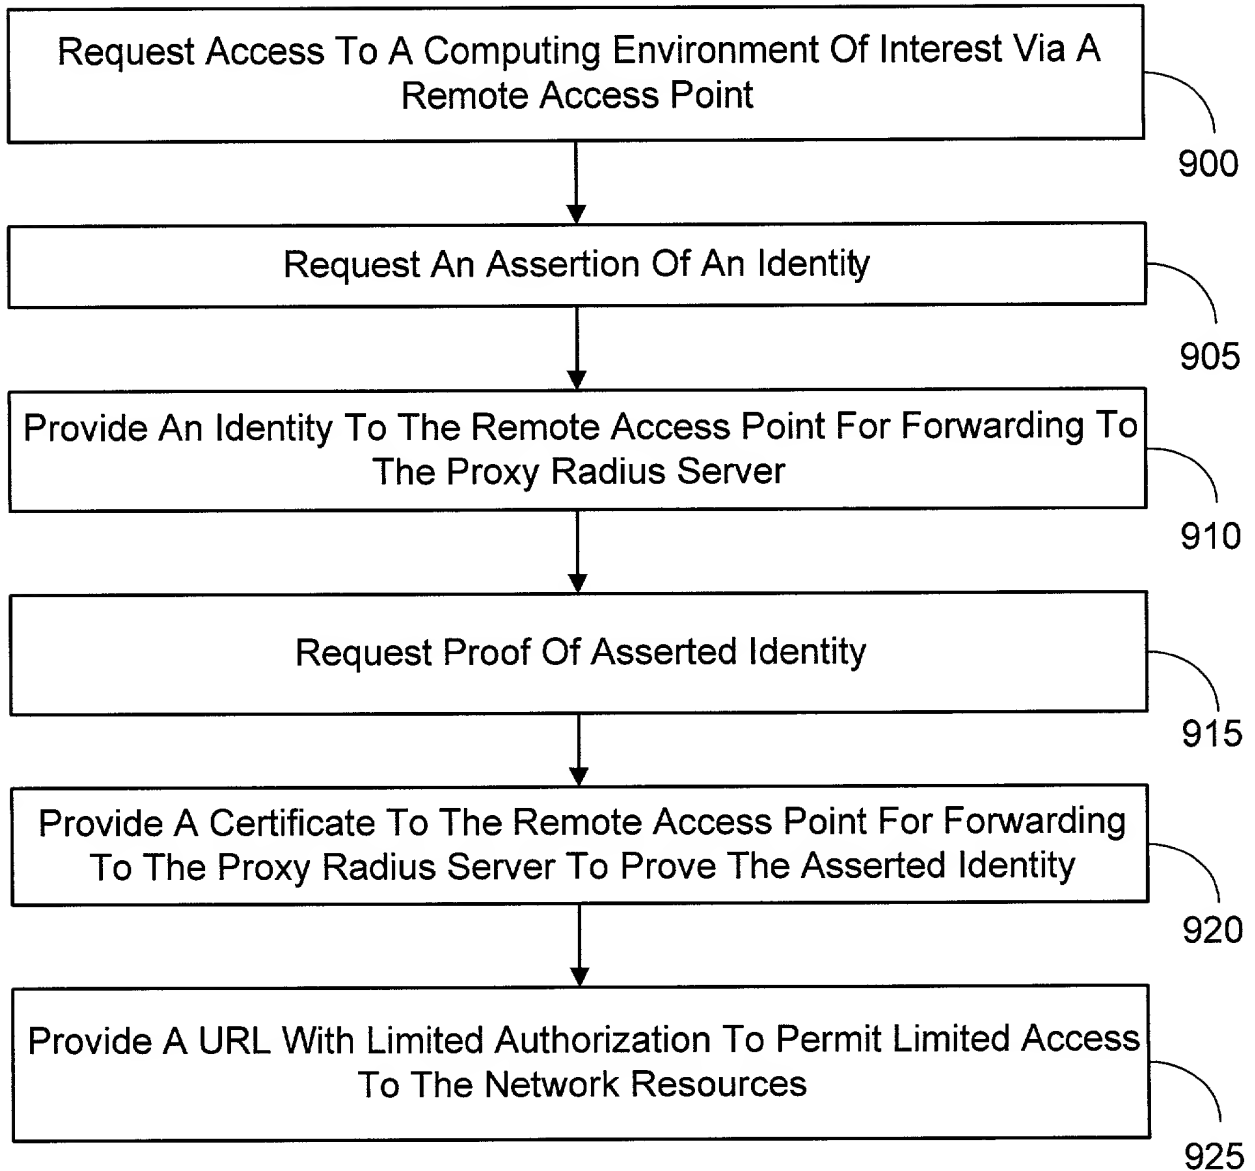 Request Access To A Computing Environment Of Interest Via A
Remote Access Point
900
Request An Assertion Of An Identity
905
Provide An Identity To The Remote Access Point For Forwarding To
The Proxy Radius Server
910
Request Proof Of Asserted Identity
915
Provide A Certificate To The Remote Access Point For Forwarding
To The Proxy Radius Server To Prove The Asserted Identity
920
Provide A URL With Limited Authorization To Permit Limited Access
To The Network Resources
925